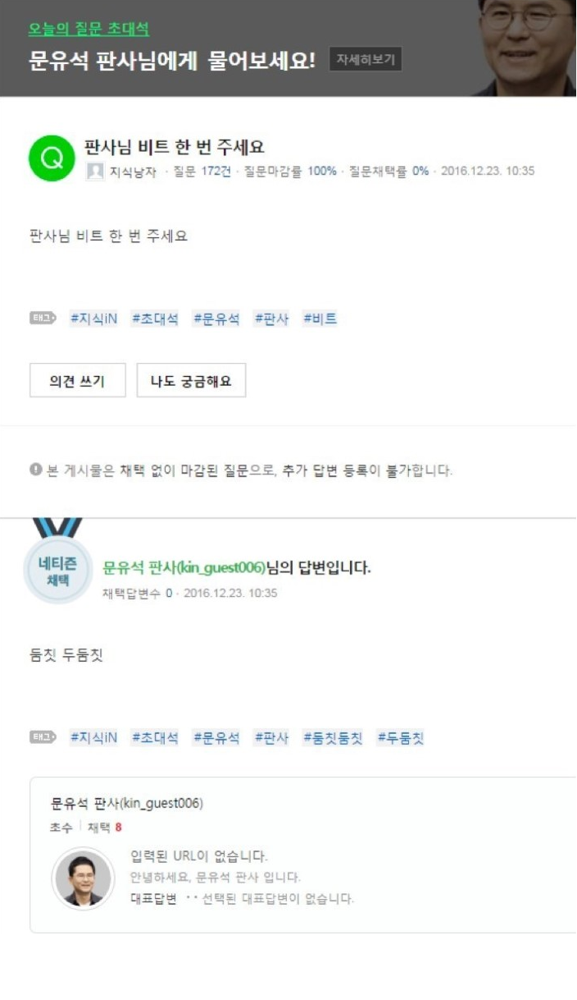 오늘의 질문 초대석
문유석 판사님에게 물어보세요! 자세히보기
Q 판사님 비트 한 번 주세요
지식낭자 · 질문 172건 · 질문마감률 100% · 질문채택률 0% · 2016.12.23. 10:35
판사님 비트 한 번 주세요
태그 #지식iN #초대석 #문유석 #판사 #비트
의견 쓰기 나도 궁금해요
본 게시물은 채택 없이 마감된 질문으로, 추가 답변 등록이 불가합니다.
네티즌
채택
문유석 판사(kin_guest006)님의 답변입니다.
채택답변수 0 · 2016.12.23. 10:35
둠칫 두둠칫
태그 #지식iN #초대석 #문유석 #판사 #둠칫둠칫 #두둠칫
문유석 판사(kin_guest006)
초수 채택 8
입력된 URL이 없습니다.
안녕하세요, 문유석 판사 입니다.
대표답변 ·· 선택된 대표답변이 없습니다.